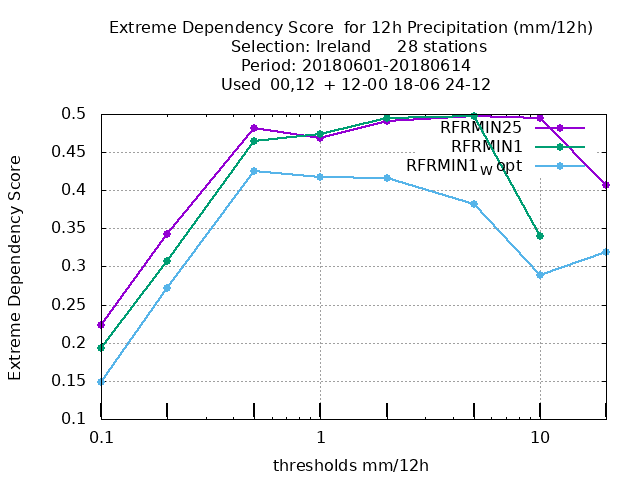 Extreme Dependency Score  for 12h Precipitation (mm/12h)
Selection: Ireland     28 stations
Period: 20180601-20180614
Used  00,12  + 12-00 18-06 24-12
Extreme Dependency Score
0.5
0.45
0.4
0.35
0.3
0.25
0.2
0.15
0.1
RFRMIN25
RFRMIN1
RFRMIN1wopt
0.1 1 10
thresholds mm/12h